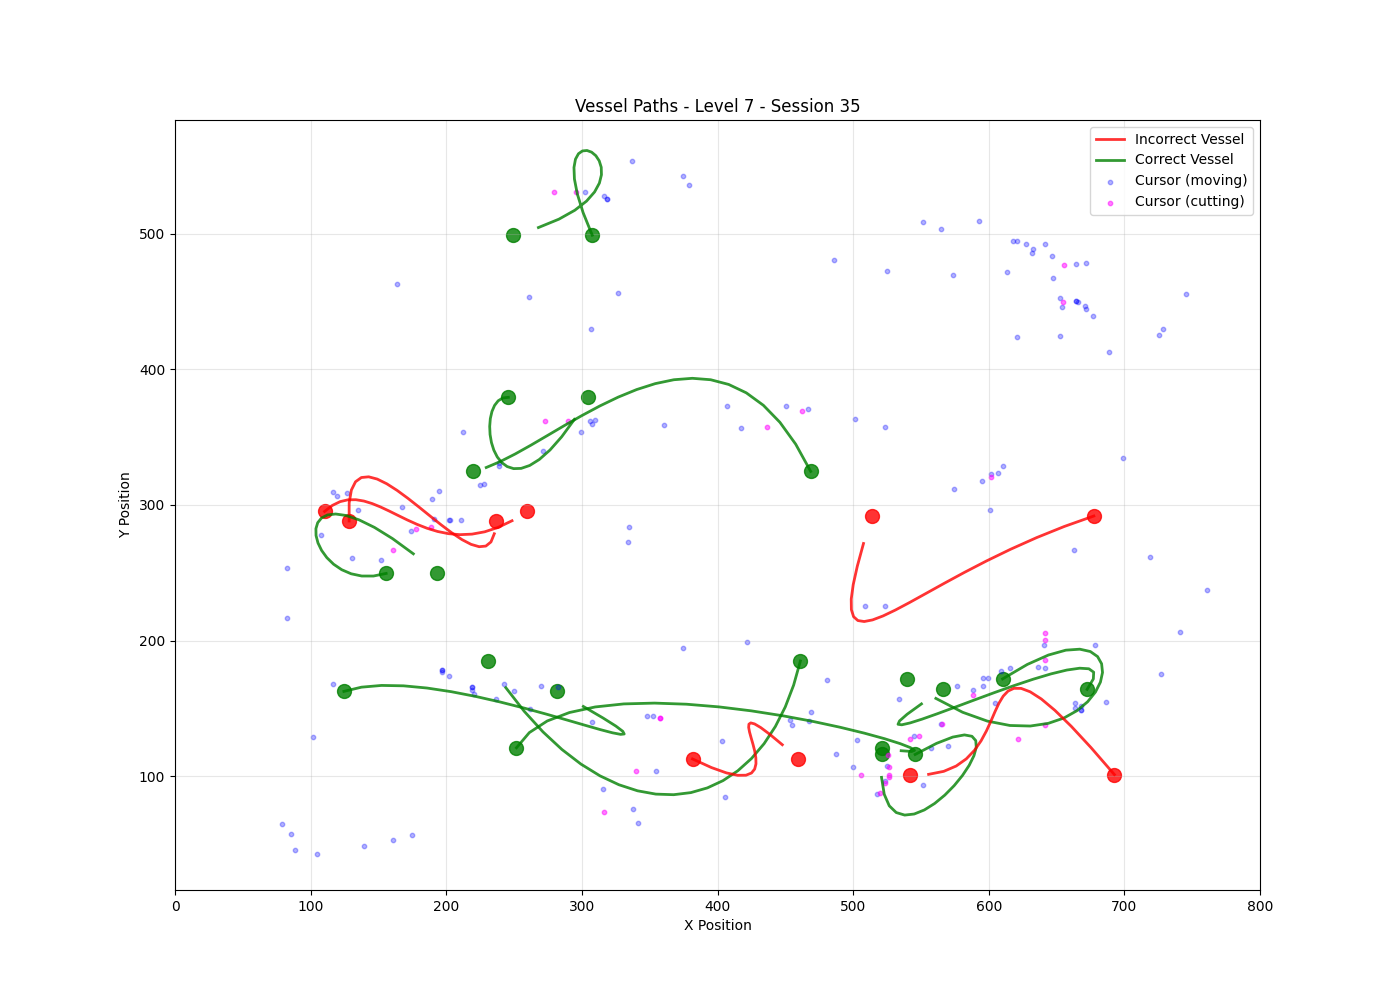 Vessel Paths - Level 7 - Session 35
Incorrect Vessel
Correct Vessel
Cursor (moving)
Cursor (cutting)
500
400
300
200
100
Y Position
0 100 200 300 400 500 600 700 800
X Position